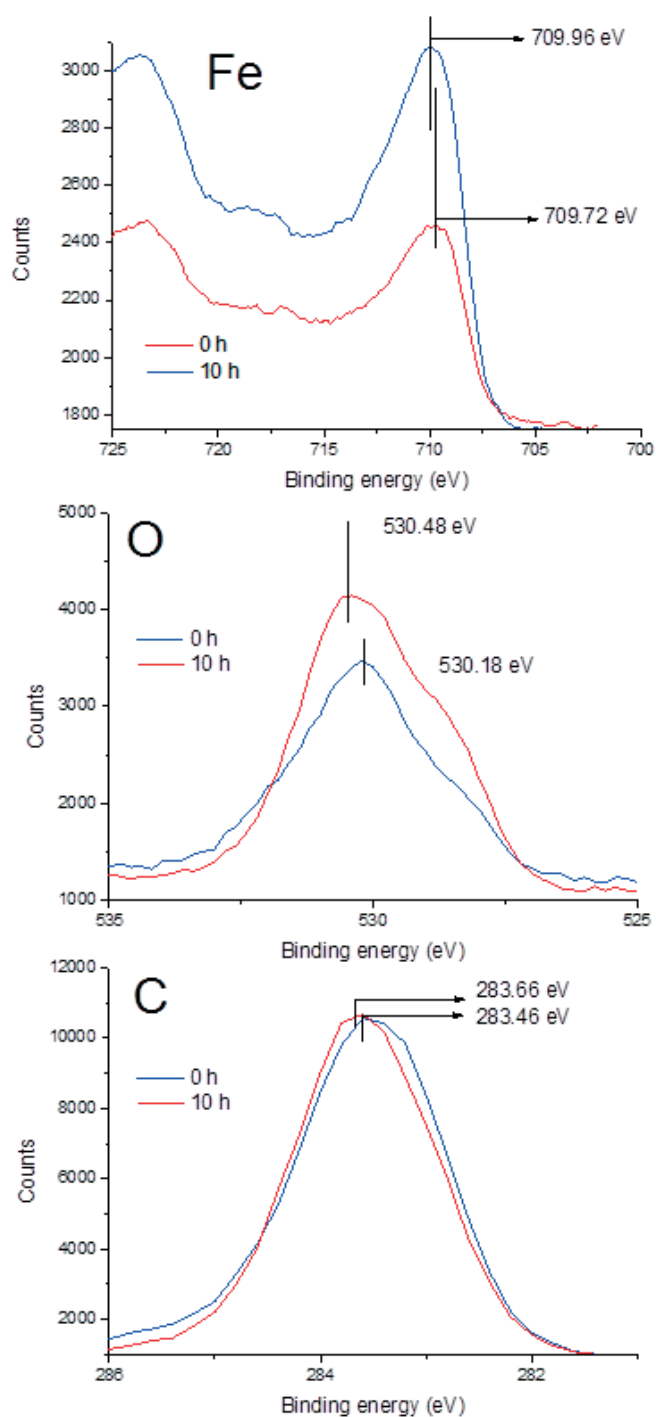 Fe
709.96 eV
709.72 eV
3000
2800
2600
2400
2200
2000
1800
Counts
0 h
10 h
725
720
715
710
705
700
Binding energy (eV)
O
530.48 eV
530.18 eV
5000
4000
3000
2000
1000
Counts
0 h
10 h
535
530
525
Binding energy (eV)
C
283.66 eV
283.46 eV
12000
10000
8000
6000
4000
2000
Counts
0 h
10 h
286
284
282
Binding energy (eV)